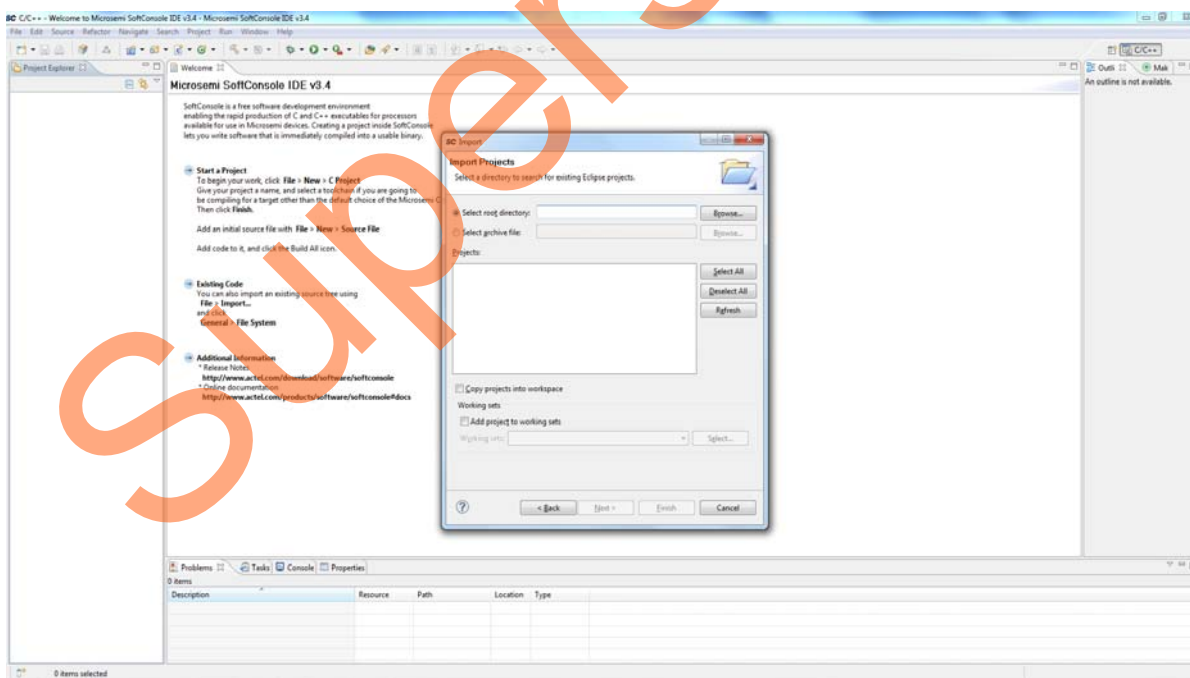 SC C/C++ - Welcome to Microsemi SoftConsole IDE v3.4 - Microsemi SoftConsole IDE v3.4
File Edit Source Refactor Navigate Search Project Run Window Help
C/C++
Project Explorer
Welcome
Outli
Mak
Microsemi SoftConsole IDE v3.4
An outline is not available.
SoftConsole is a free software development environment
enabling the rapid production of C and C++ executables for processors
available for use in Microsemi devices. Creating a project inside SoftConsole
lets you write software that is immediately compiled into a usable binary.
Start a Project
To begin your work, click File > New > C Project
Give your project a name, and select a toolchain if you are going to
be compiling for a target other than the default choice of the Microsemi C
Then click Finish.
Add an initial source file with File > New > Source File
Add code to it, and click the Build All icon.
Existing Code
You can also import an existing source tree using
File > Import...
and click
General > File System
Additional Information
* Release Notes
http://www.actel.com/download/software/softconsole
* Online documentation
http://www.actel.com/products/software/softconsole#docs
SC Import
Import Projects
Select a directory to search for existing Eclipse projects.
Select root directory:
Browse...
Select archive file:
Browse...
Projects:
Select All
Deselect All
Refresh
Copy projects into workspace
Working sets
Add project to working sets
Working sets:
Select...
< Back
Next >
Finish
Cancel
Problems
Tasks
Console
Properties
0 items
Description Resource Path Location Type
0 items selected
Supers